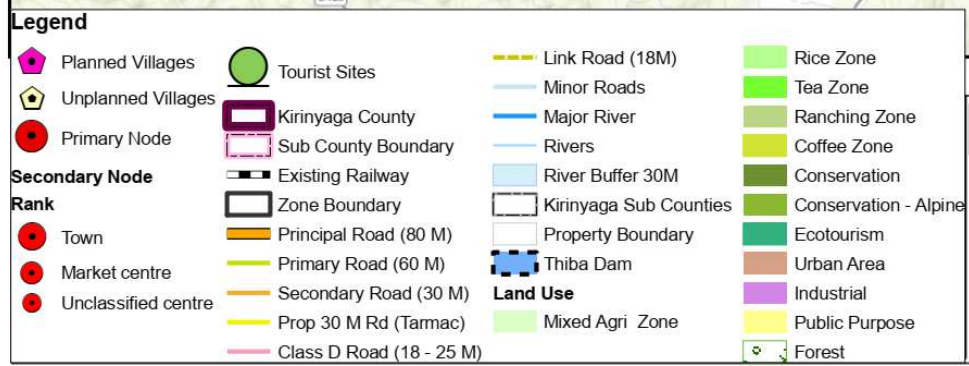 Legend
Planned Villages
Unplanned Villages
Primary Node
Secondary Node
Rank
Town
Market centre
Unclassified centre
Tourist Sites
Kirinyaga County
Sub County Boundary
Existing Railway
Zone Boundary
Principal Road (80 M)
Primary Road (60 M)
Secondary Road (30 M)
Prop 30 M Rd (Tarmac)
Class D Road (18 - 25 M)
Link Road (18M)
Minor Roads
Major River
Rivers
River Buffer 30M
Kirinyaga Sub Counties
Property Boundary
Thiba Dam
Land Use
Mixed Agri Zone
Rice Zone
Tea Zone
Ranching Zone
Coffee Zone
Conservation
Conservation - Alpine
Ecotourism
Urban Area
Industrial
Public Purpose
Forest